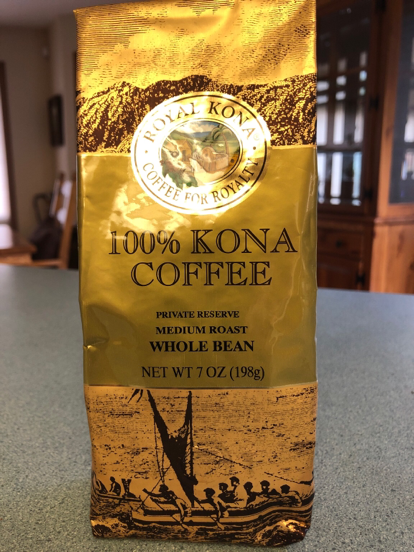 ROYAL KONA
COFFEE FOR ROYALTY
100% KONA
COFFEE
PRIVATE RESERVE
MEDIUM ROAST
WHOLE BEAN
NET WT 7 OZ (198g)